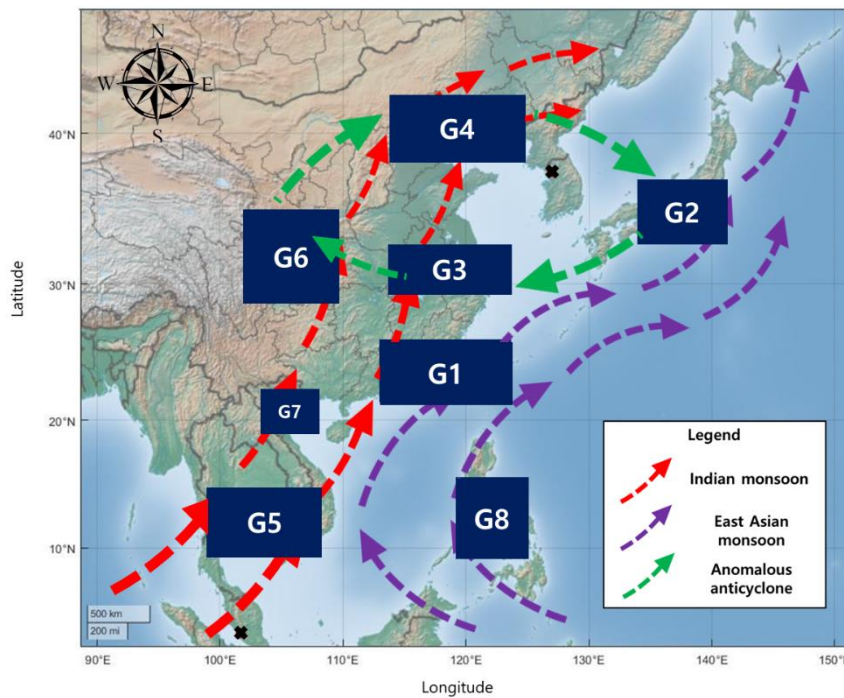 N
W
E
S
40°N
30°N
20°N
10°N
Latitude
G4
G2
G6
G3
G1
G7
G5
G8
Legend
Indian monsoon
East Asian
monsoon
Anomalous
anticyclone
500 km
200 mi
90°E
100°E
110°E
120°E
130°E
140°E
150°E
Longitude